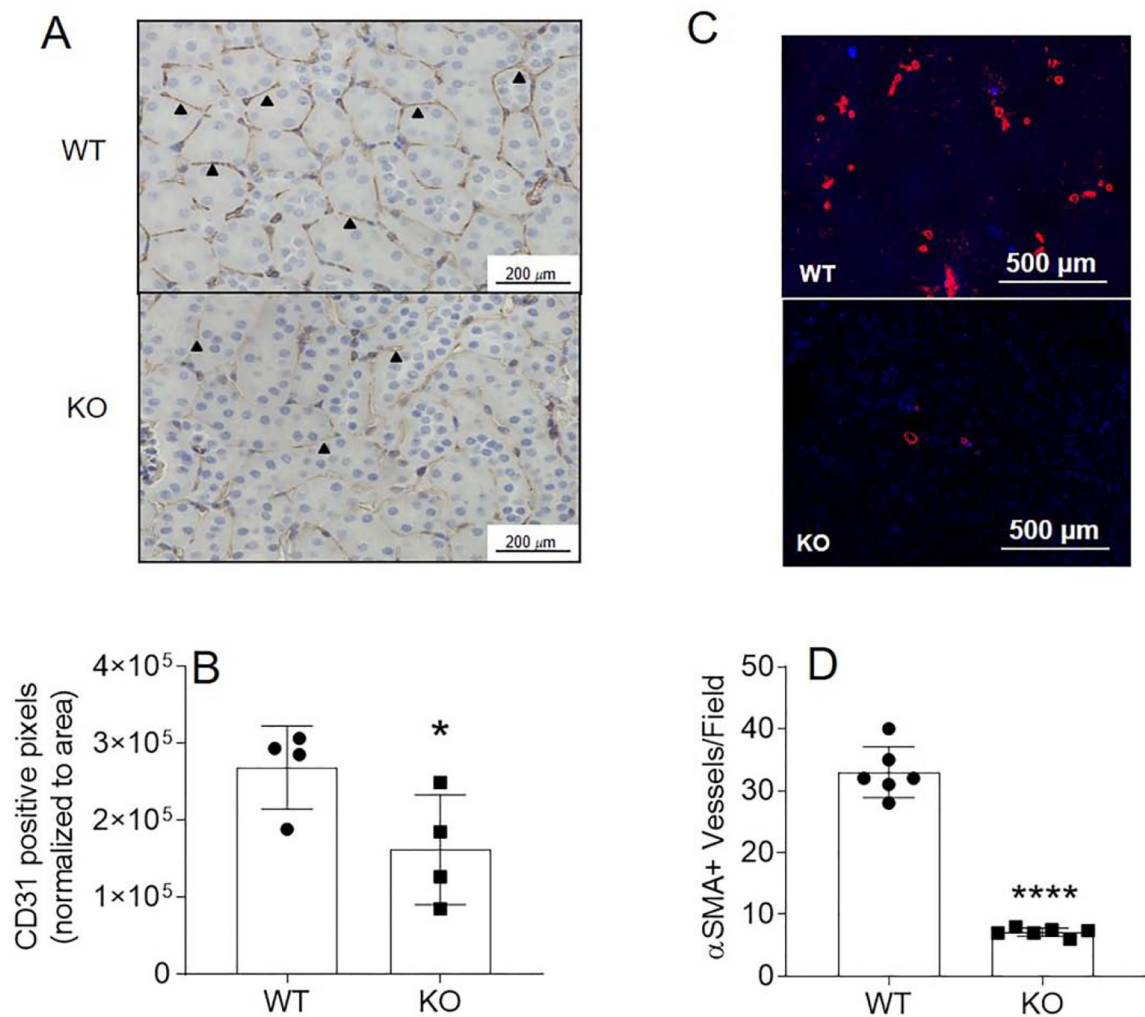 A
WT
200 μm
KO
200 μm
C
WT
500 μm
KO
500 μm
B
CD31 positive pixels
(normalized to area)
4×10⁵
3×10⁵
2×10⁵
1×10⁵
0
*
WT
KO
D
αSMA+ Vessels/Field
50
40
30
20
10
0
****
WT
KO